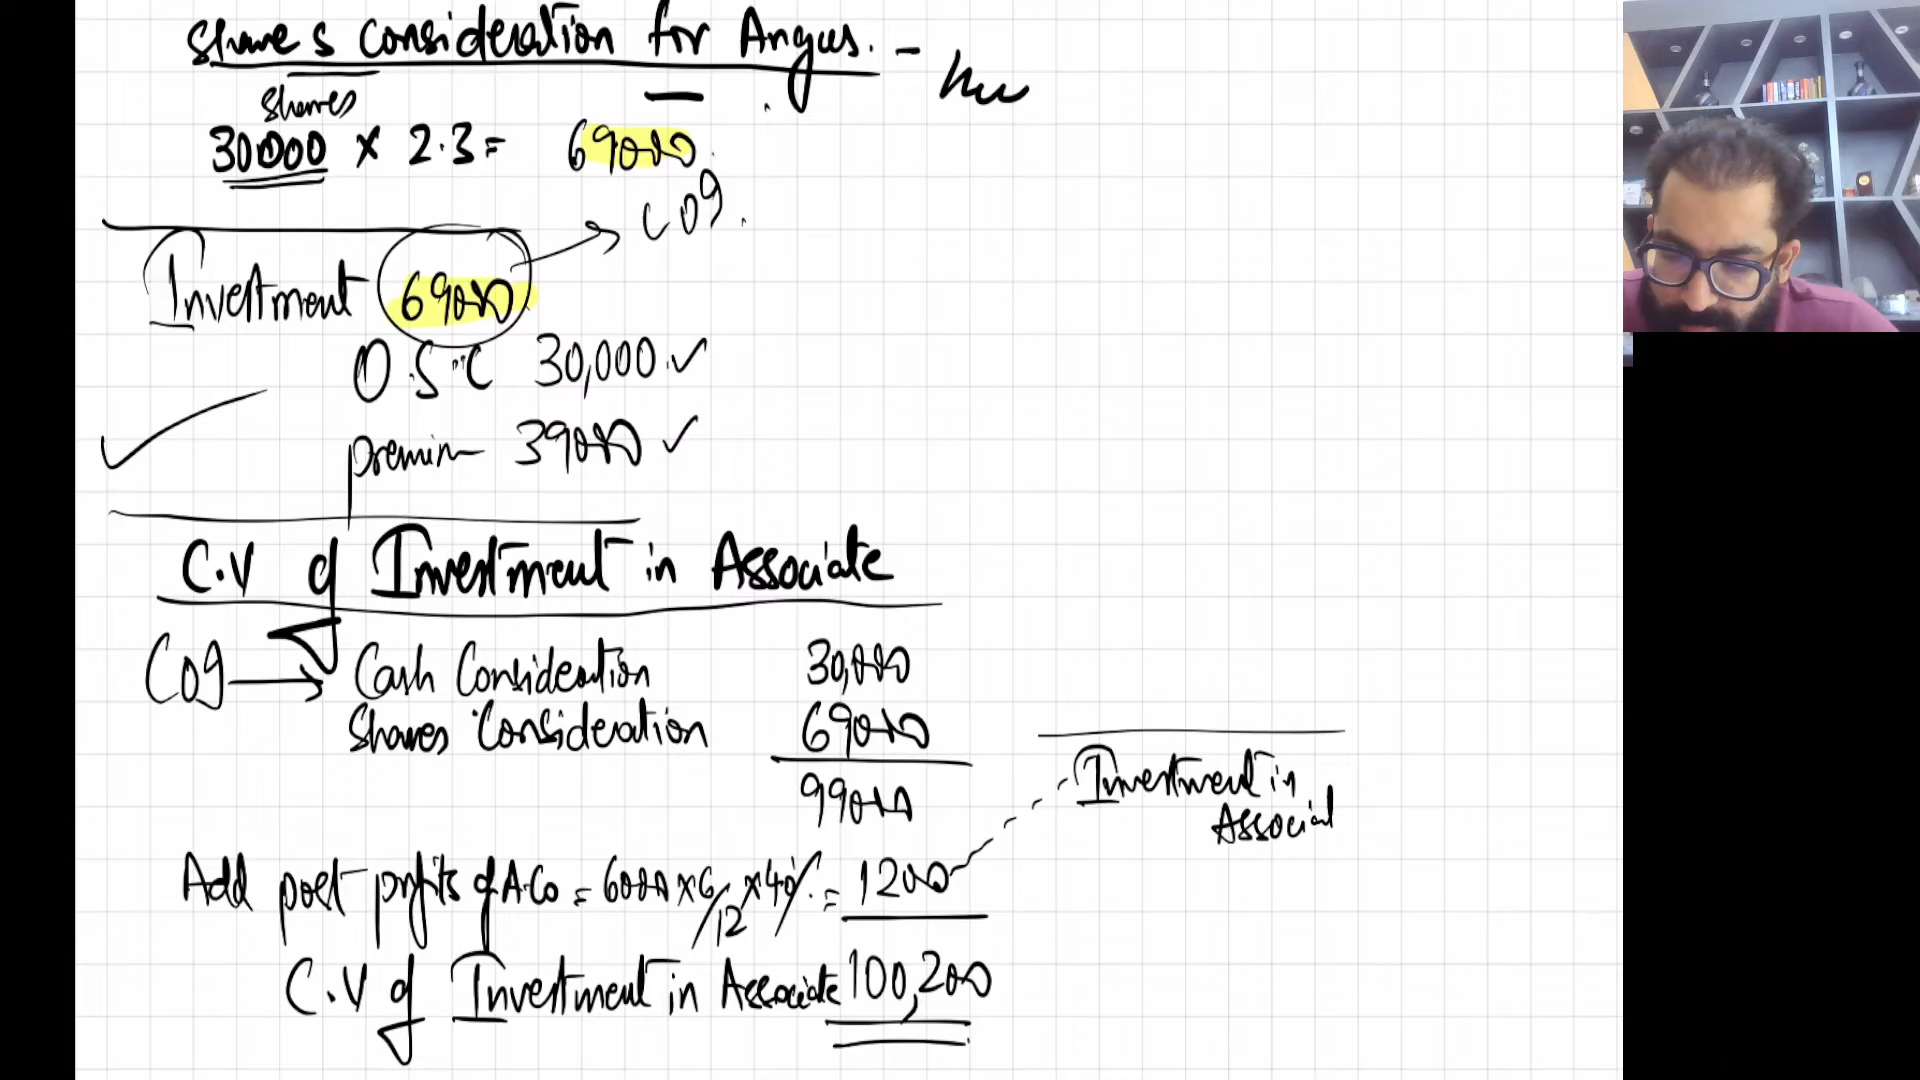 Shares Consideration for Angus. -
shares
30000 × 2.3 = 69000
COG.
Investment 69000
O.S.C 30,000 ✓
premium 39000 ✓
C.V of Investment in Associate
COG → Cash Consideration 30,000
Shares Consideration 69000
99000
Investment in
Associat
Add post profits of A.Co = 6000 × 6/12 × 40% = 1200
C.V of Investment in Associate 100,200